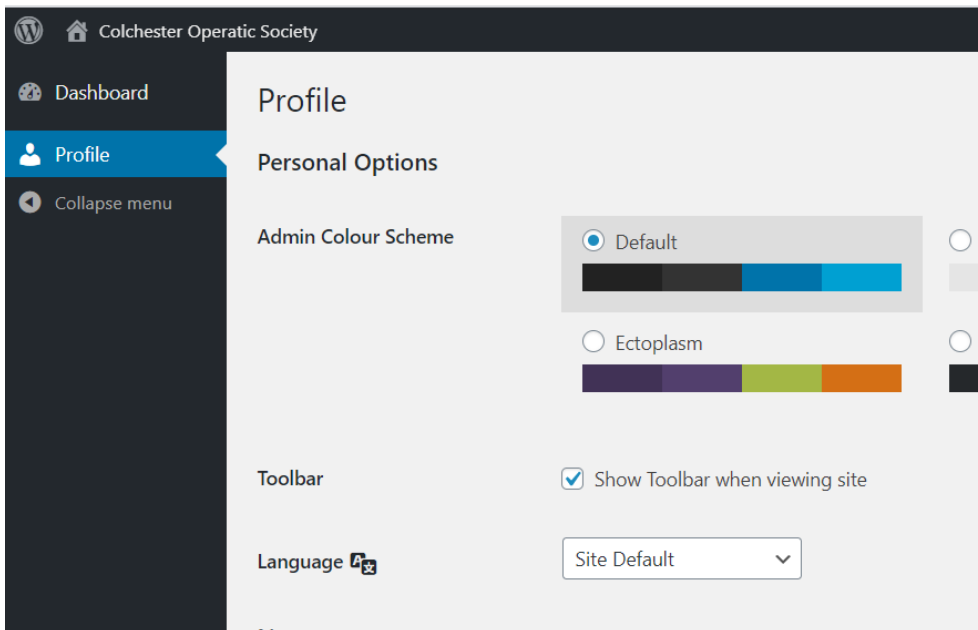 Colchester Operatic Society
Dashboard
Profile
Collapse menu
Profile
Personal Options
Admin Colour Scheme
Default
Ectoplasm
Toolbar
Show Toolbar when viewing site
Language
Site Default